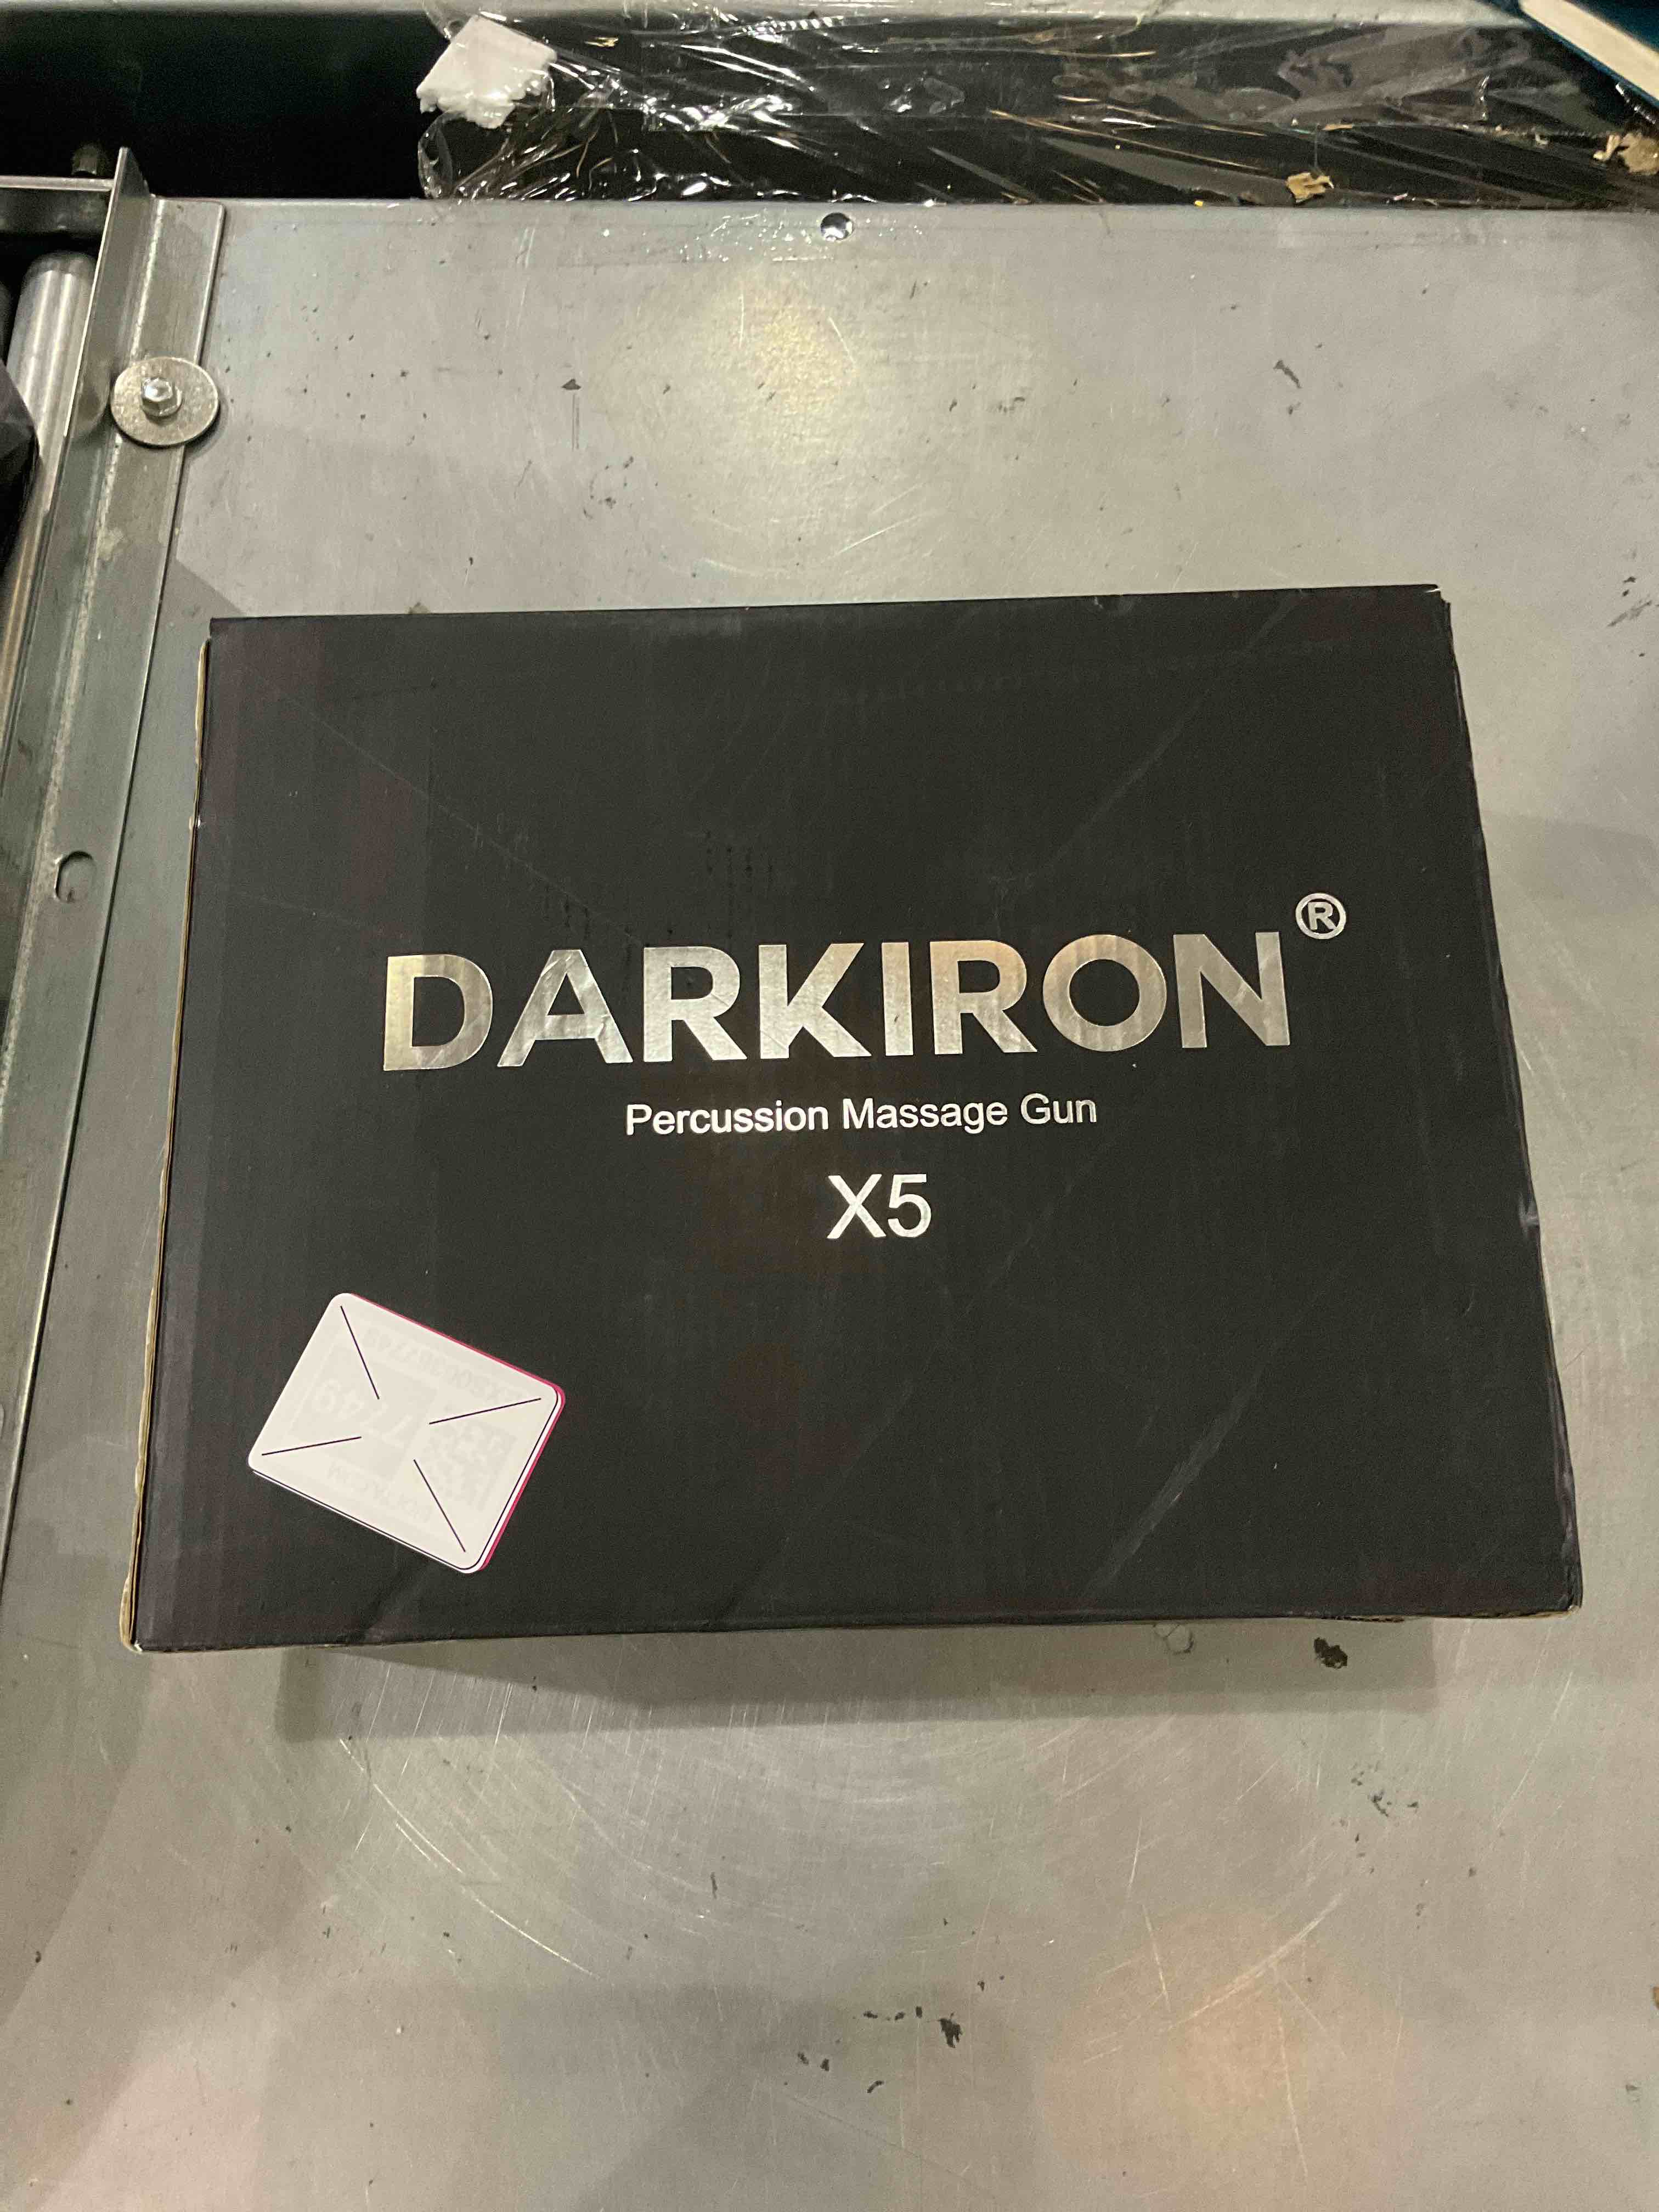 DARKIRON®
Percussion Massage Gun
X5